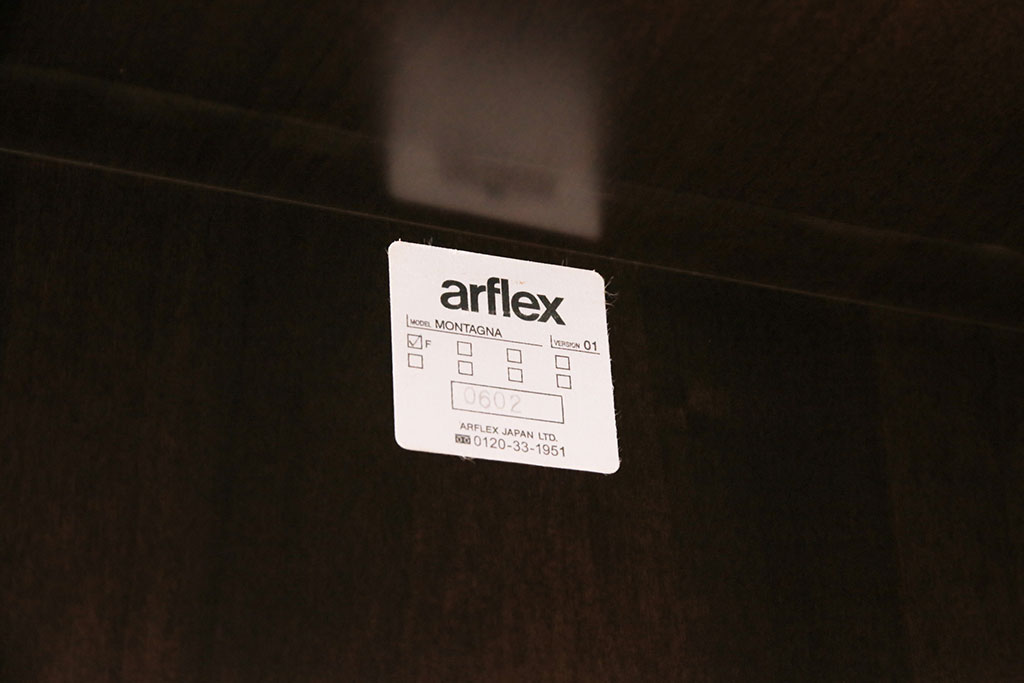 arflex
MODEL MONTAGNA VERSION 01
F
0602
ARFLEX JAPAN LTD.
0120-33-1951